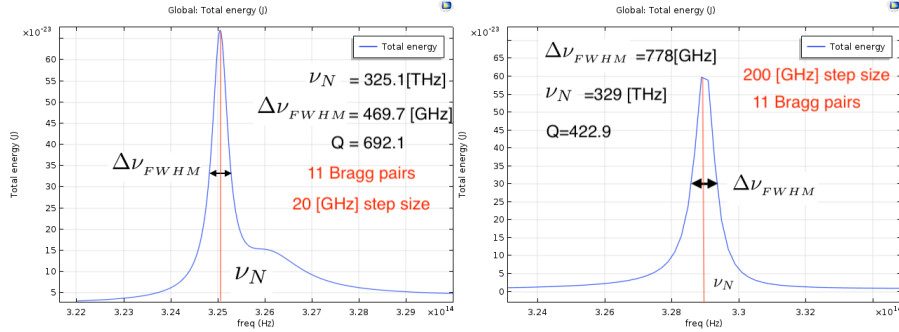 Global: Total energy (J)
×10⁻²³
Total energy (J)
65
60
55
50
45
40
35
30
25
20
15
10
5
Total energy
ν_N = 325.1[THz]
Δν_FWHM = 469.7 [GHz]
Q = 692.1
11 Bragg pairs
20 [GHz] step size
Δν_FWHM
ν_N
3.22
3.23
3.24
3.25
3.26
3.27
3.28
3.29
×10¹⁴
freq (Hz)
Global: Total energy (J)
×10⁻²³
Total energy (J)
65
60
55
50
45
40
35
30
25
20
15
10
5
0
Total energy
Δν_FWHM =778[GHz]
ν_N =329 [THz]
Q=422.9
200 [GHz] step size
11 Bragg pairs
Δν_FWHM
ν_N
3.24
3.26
3.28
3.3
3.32
×10¹⁴
freq (Hz)